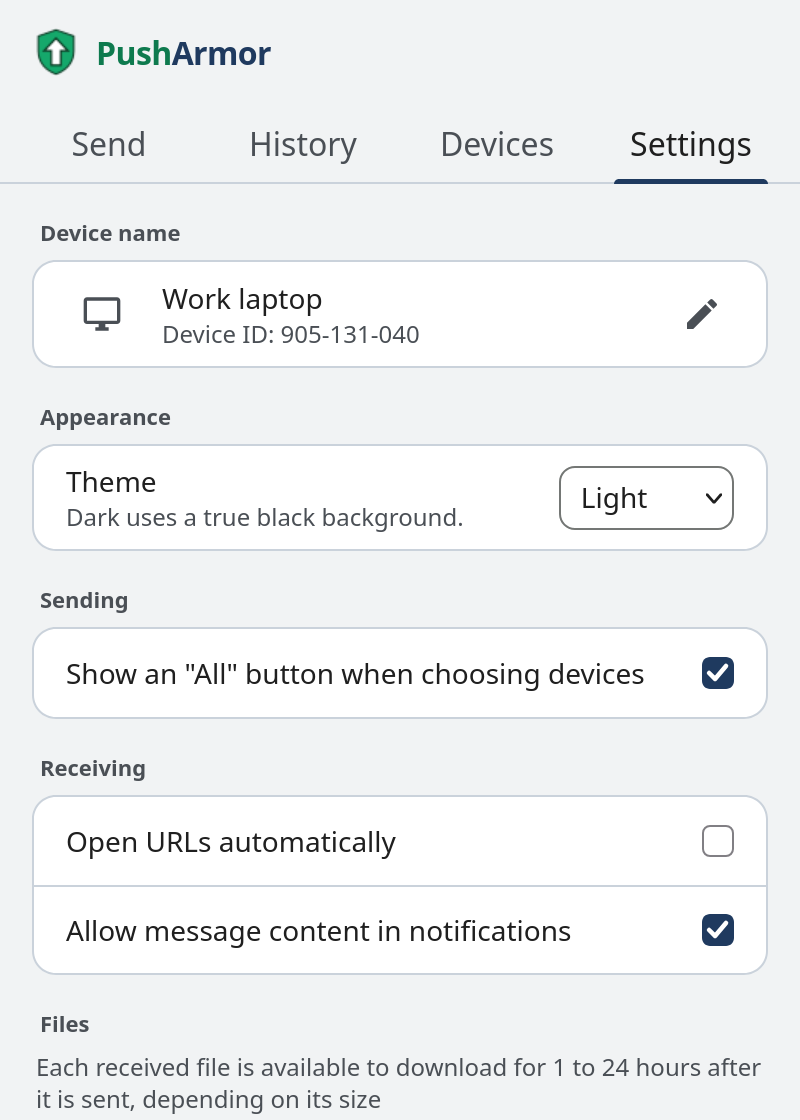 PushArmor
Send History Devices Settings
Device name
Work laptop
Device ID: 905-131-040
Appearance
Theme
Dark uses a true black background.
Light
Sending
Show an "All" button when choosing devices
Receiving
Open URLs automatically
Allow message content in notifications
Files
Each received file is available to download for 1 to 24 hours after
it is sent, depending on its size